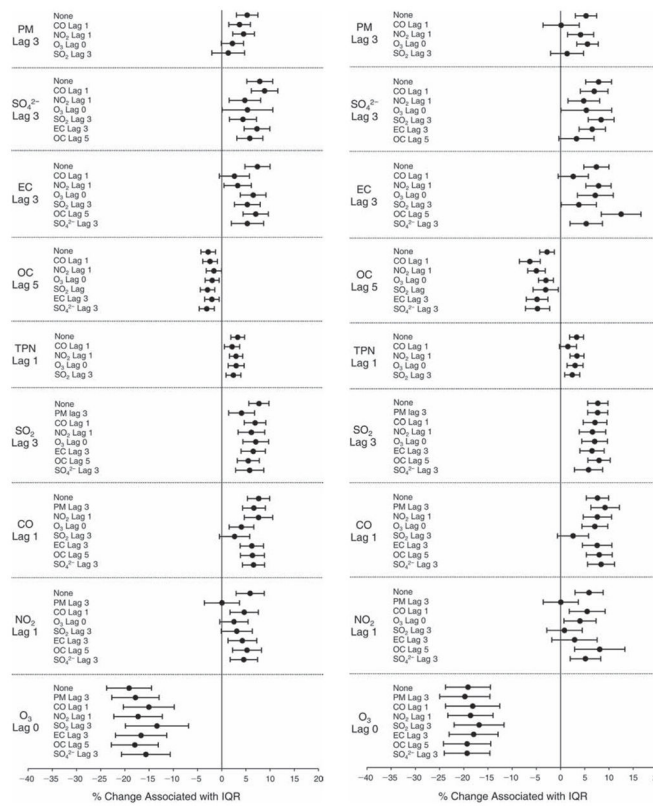 PM
Lag 3
None
CO Lag 1
NO₂ Lag 1
O₃ Lag 0
SO₂ Lag 3
SO₄²⁻
Lag 3
None
CO Lag 1
NO₂ Lag 1
O₃ Lag 0
SO₂ Lag 3
EC Lag 3
OC Lag 5
EC
Lag 3
None
CO Lag 1
NO₂ Lag 1
O₃ Lag 0
SO₂ Lag 3
OC Lag 5
SO₄²⁻ Lag 3
OC
Lag 5
None
CO Lag 1
NO₂ Lag 1
O₃ Lag 0
SO₂ Lag
EC Lag 3
SO₄²⁻ Lag 3
TPN
Lag 1
None
CO Lag 1
NO₂ Lag 1
O₃ Lag 0
SO₂ Lag 3
SO₂
Lag 3
None
PM lag 3
CO Lag 1
NO₂ Lag 1
O₃ Lag 0
EC Lag 3
OC Lag 5
SO₄²⁻ Lag 3
CO
Lag 1
None
PM Lag 3
NO₂ Lag 1
O₃ Lag 0
SO₂ Lag 3
EC Lag 3
OC Lag 5
SO₄²⁻ Lag 3
NO₂
Lag 1
None
PM Lag 3
CO Lag 1
O₃ Lag 0
SO₂ Lag 3
EC Lag 3
OC Lag 5
SO₄²⁻ Lag 3
O₃
Lag 0
None
PM Lag 3
CO Lag 1
NO₂ Lag 1
SO₂ Lag 3
EC Lag 3
OC Lag 5
SO₄²⁻ Lag 3
−40 −35 −30 −25 −20 −15 −10 −5 0 5 10 15 20
% Change Associated with IQR
PM
Lag 3
None
CO Lag 1
NO₂ Lag 1
O₃ Lag 0
SO₂ Lag 3
SO₄²⁻
Lag 3
None
CO Lag 1
NO₂ Lag 1
O₃ Lag 0
SO₂ Lag 3
EC Lag 3
OC Lag 5
EC
Lag 3
None
CO Lag 1
NO₂ Lag 1
O₃ Lag 0
SO₂ Lag 3
OC Lag 5
SO₄²⁻ Lag 3
OC
Lag 5
None
CO Lag 1
NO₂ Lag 1
O₃ Lag 0
SO₂ Lag
EC Lag 3
SO₄²⁻ Lag 3
TPN
Lag 1
None
CO Lag 1
NO₂ Lag 1
O₃ Lag 0
SO₂ Lag 3
SO₂
Lag 3
None
PM lag 3
CO Lag 1
NO₂ Lag 1
O₃ Lag 0
EC Lag 3
OC Lag 5
SO₄²⁻ Lag 3
CO
Lag 1
None
PM Lag 3
NO₂ Lag 1
O₃ Lag 0
SO₂ Lag 3
EC Lag 3
OC Lag 5
SO₄²⁻ Lag 3
NO₂
Lag 1
None
PM Lag 3
CO Lag 1
O₃ Lag 0
SO₂ Lag 3
EC Lag 3
OC Lag 5
SO₄²⁻ Lag 3
O₃
Lag 0
None
PM Lag 3
CO Lag 1
NO₂ Lag 1
SO₂ Lag 3
EC Lag 3
OC Lag 5
SO₄²⁻ Lag 3
−40 −35 −30 −25 −20 −15 −10 −5 0 5 10 15 20
% Change Associated with IQR